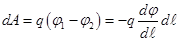 dA = q(φ₁ − φ₂) = −q dφ/dℓ dℓ